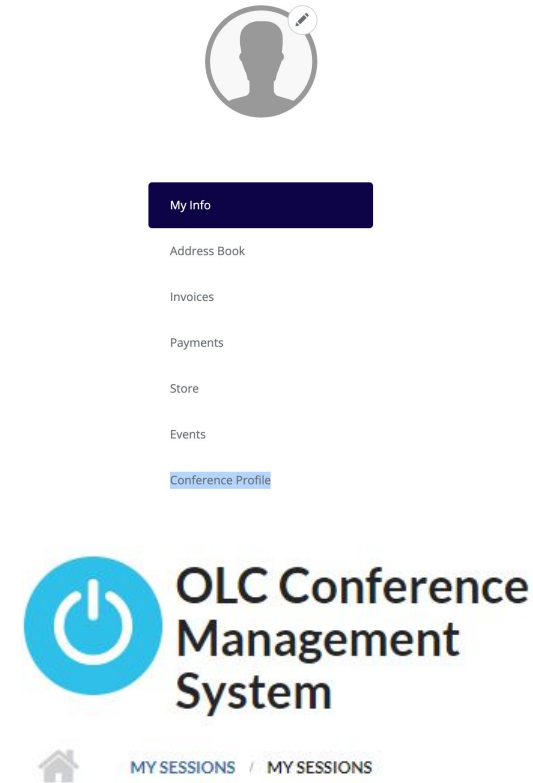 My Info
Address Book
Invoices
Payments
Store
Events
Conference Profile
OLC Conference
Management
System
MY SESSIONS / MY SESSIONS